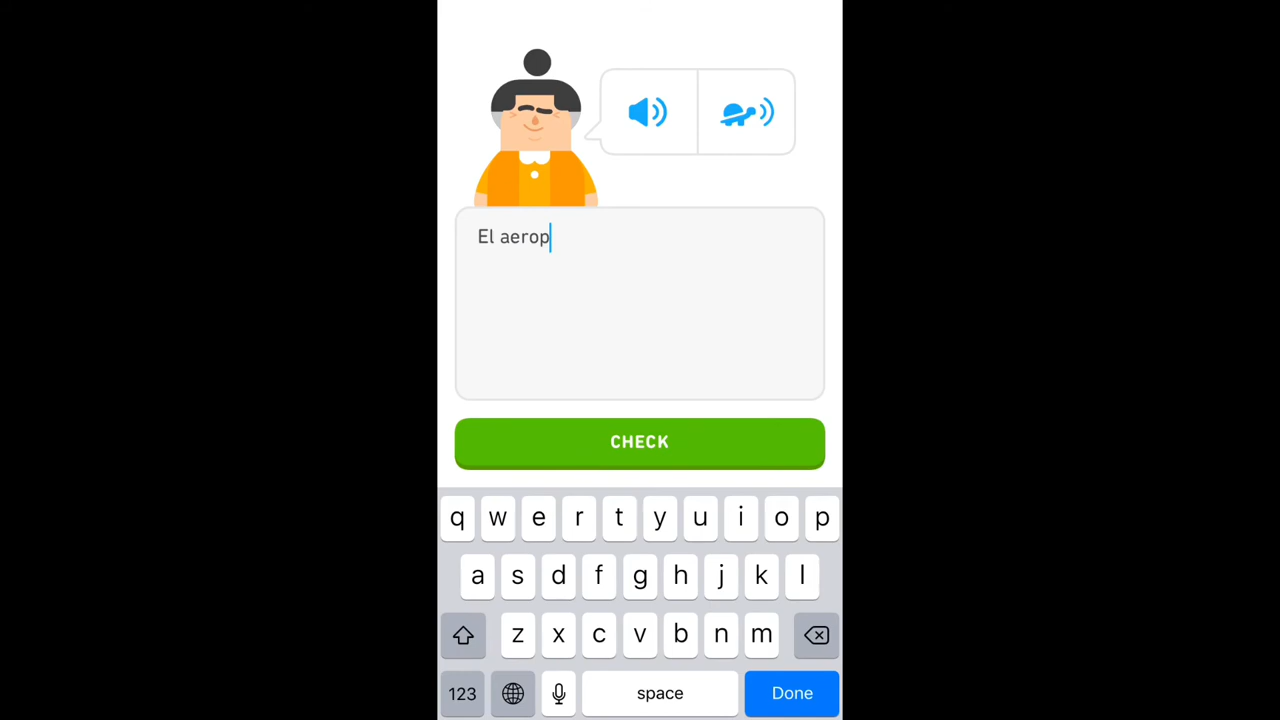 El aerop
CHECK
q w e r t y u i o p
a s d f g h j k l
z x c v b n m
123 space Done